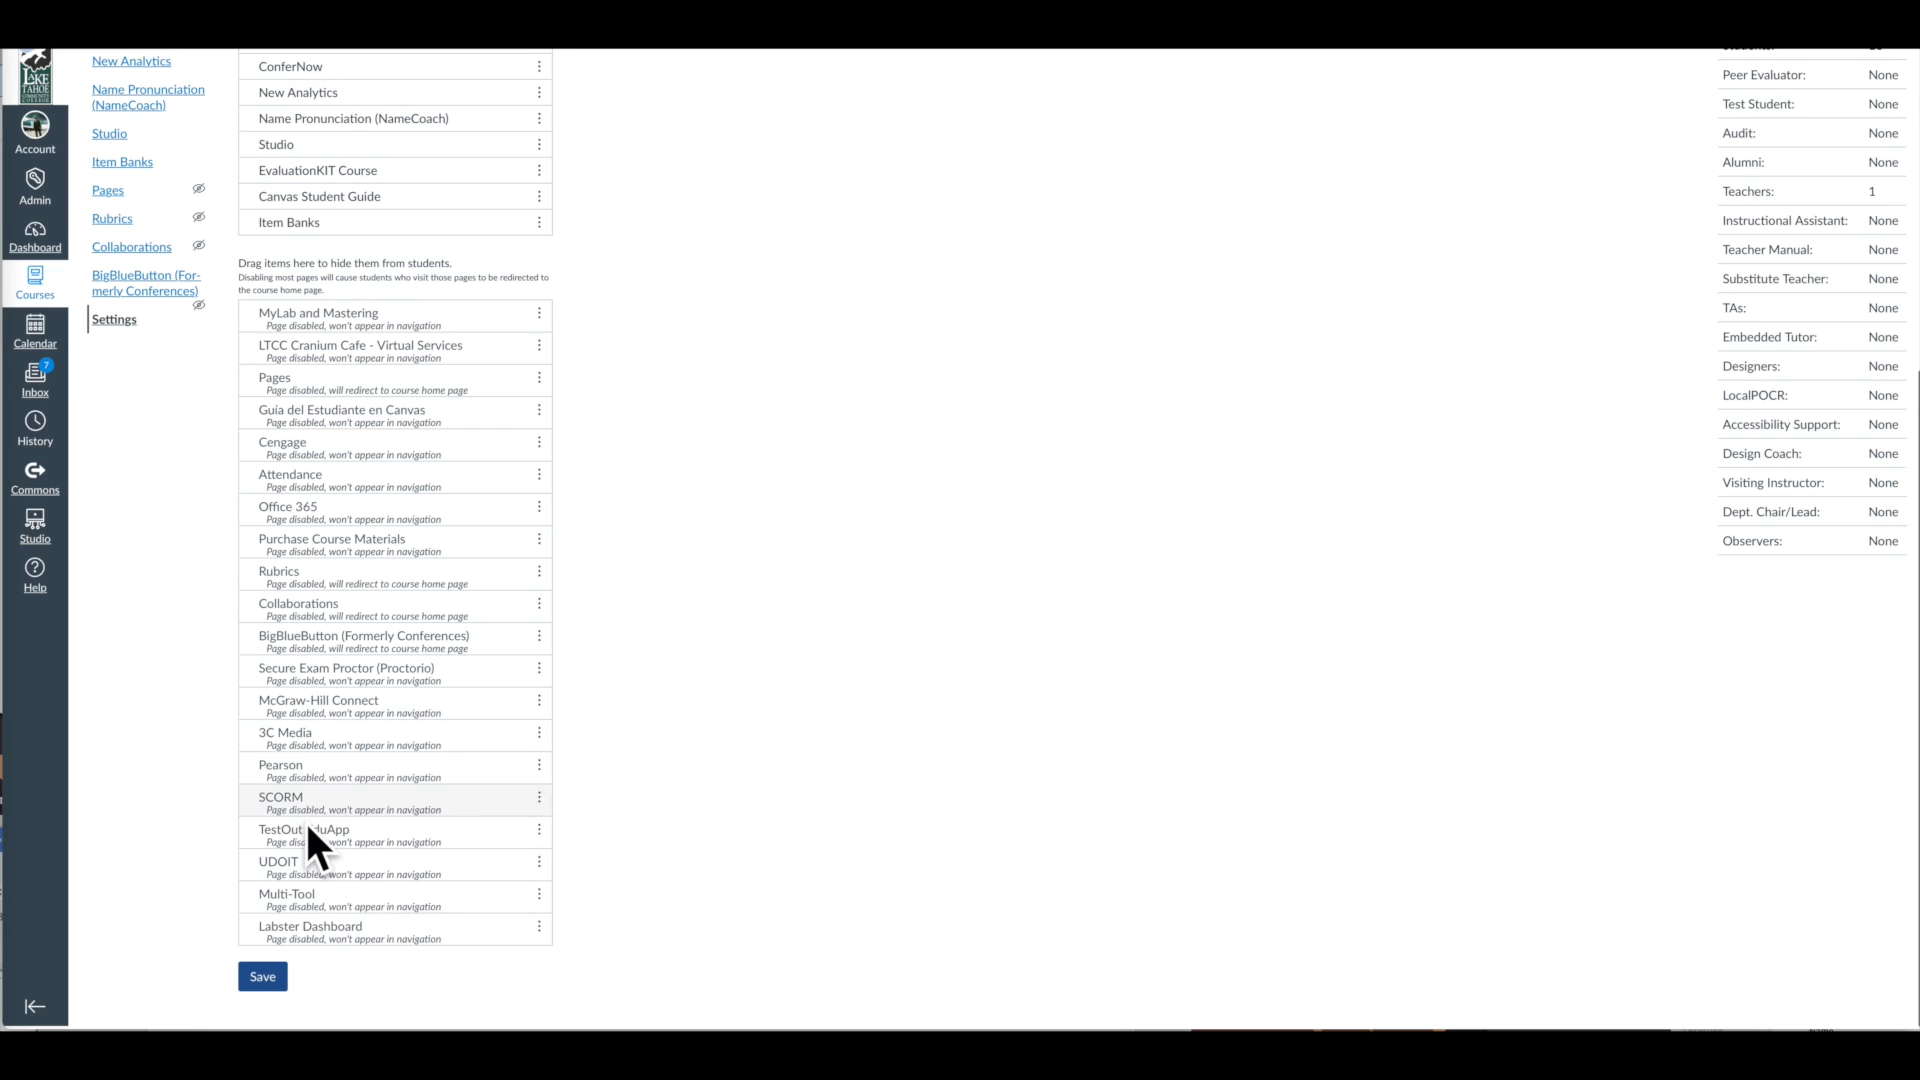 LAKE
TAHOE
COMMUNITY
COLLEGE
Account
Admin
Dashboard
Courses
Calendar
7
Inbox
History
Commons
Studio
Help
New Analytics
Name Pronunciation
(NameCoach)
Studio
Item Banks
Pages
Rubrics
Collaborations
BigBlueButton (For-
merly Conferences)
Settings
ConferNow
New Analytics
Name Pronunciation (NameCoach)
Studio
EvaluationKIT Course
Canvas Student Guide
Item Banks
Drag items here to hide them from students.
Disabling most pages will cause students who visit those pages to be redirected to
the course home page.
MyLab and Mastering
Page disabled, won't appear in navigation
LTCC Cranium Cafe - Virtual Services
Page disabled, won't appear in navigation
Pages
Page disabled, will redirect to course home page
Guía del Estudiante en Canvas
Page disabled, won't appear in navigation
Cengage
Page disabled, won't appear in navigation
Attendance
Page disabled, won't appear in navigation
Office 365
Page disabled, won't appear in navigation
Purchase Course Materials
Page disabled, won't appear in navigation
Rubrics
Page disabled, will redirect to course home page
Collaborations
Page disabled, will redirect to course home page
BigBlueButton (Formerly Conferences)
Page disabled, will redirect to course home page
Secure Exam Proctor (Proctorio)
Page disabled, won't appear in navigation
McGraw-Hill Connect
Page disabled, won't appear in navigation
3C Media
Page disabled, won't appear in navigation
Pearson
Page disabled, won't appear in navigation
SCORM
Page disabled, won't appear in navigation
TestOut duApp
Page won't appear in navigation
UDOIT
Page disabled, won't appear in navigation
Multi-Tool
Page disabled, won't appear in navigation
Labster Dashboard
Page disabled, won't appear in navigation
Save
Peer Evaluator: None
Test Student: None
Audit: None
Alumni: None
Teachers: 1
Instructional Assistant: None
Teacher Manual: None
Substitute Teacher: None
TAs: None
Embedded Tutor: None
Designers: None
LocalPOCR: None
Accessibility Support: None
Design Coach: None
Visiting Instructor: None
Dept. Chair/Lead: None
Observers: None